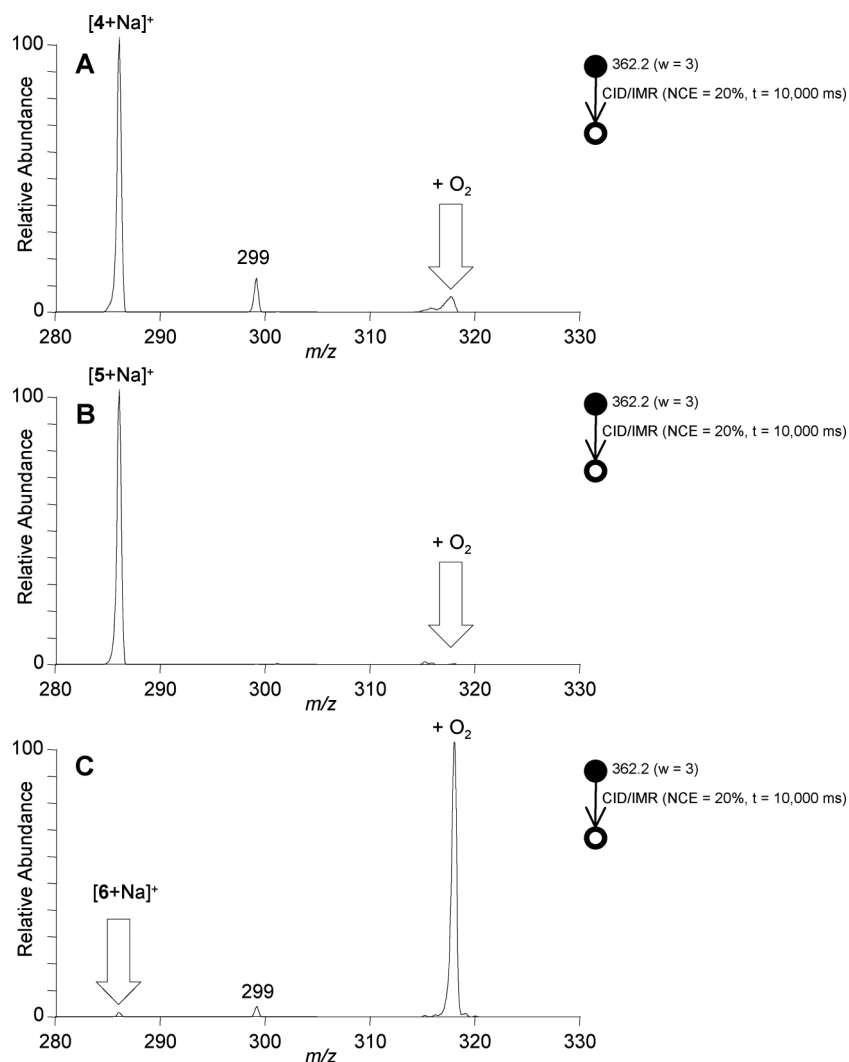 [4+Na]⁺
A
362.2 (w = 3)
CID/IMR (NCE = 20%, t = 10,000 ms)
Relative Abundance
100
0
299
+ O₂
280 290 300 310 320 330
m/z
[5+Na]⁺
B
362.2 (w = 3)
CID/IMR (NCE = 20%, t = 10,000 ms)
Relative Abundance
100
0
+ O₂
280 290 300 310 320 330
m/z
+ O₂
C
362.2 (w = 3)
CID/IMR (NCE = 20%, t = 10,000 ms)
Relative Abundance
100
0
[6+Na]⁺
299
280 290 300 310 320 330
m/z